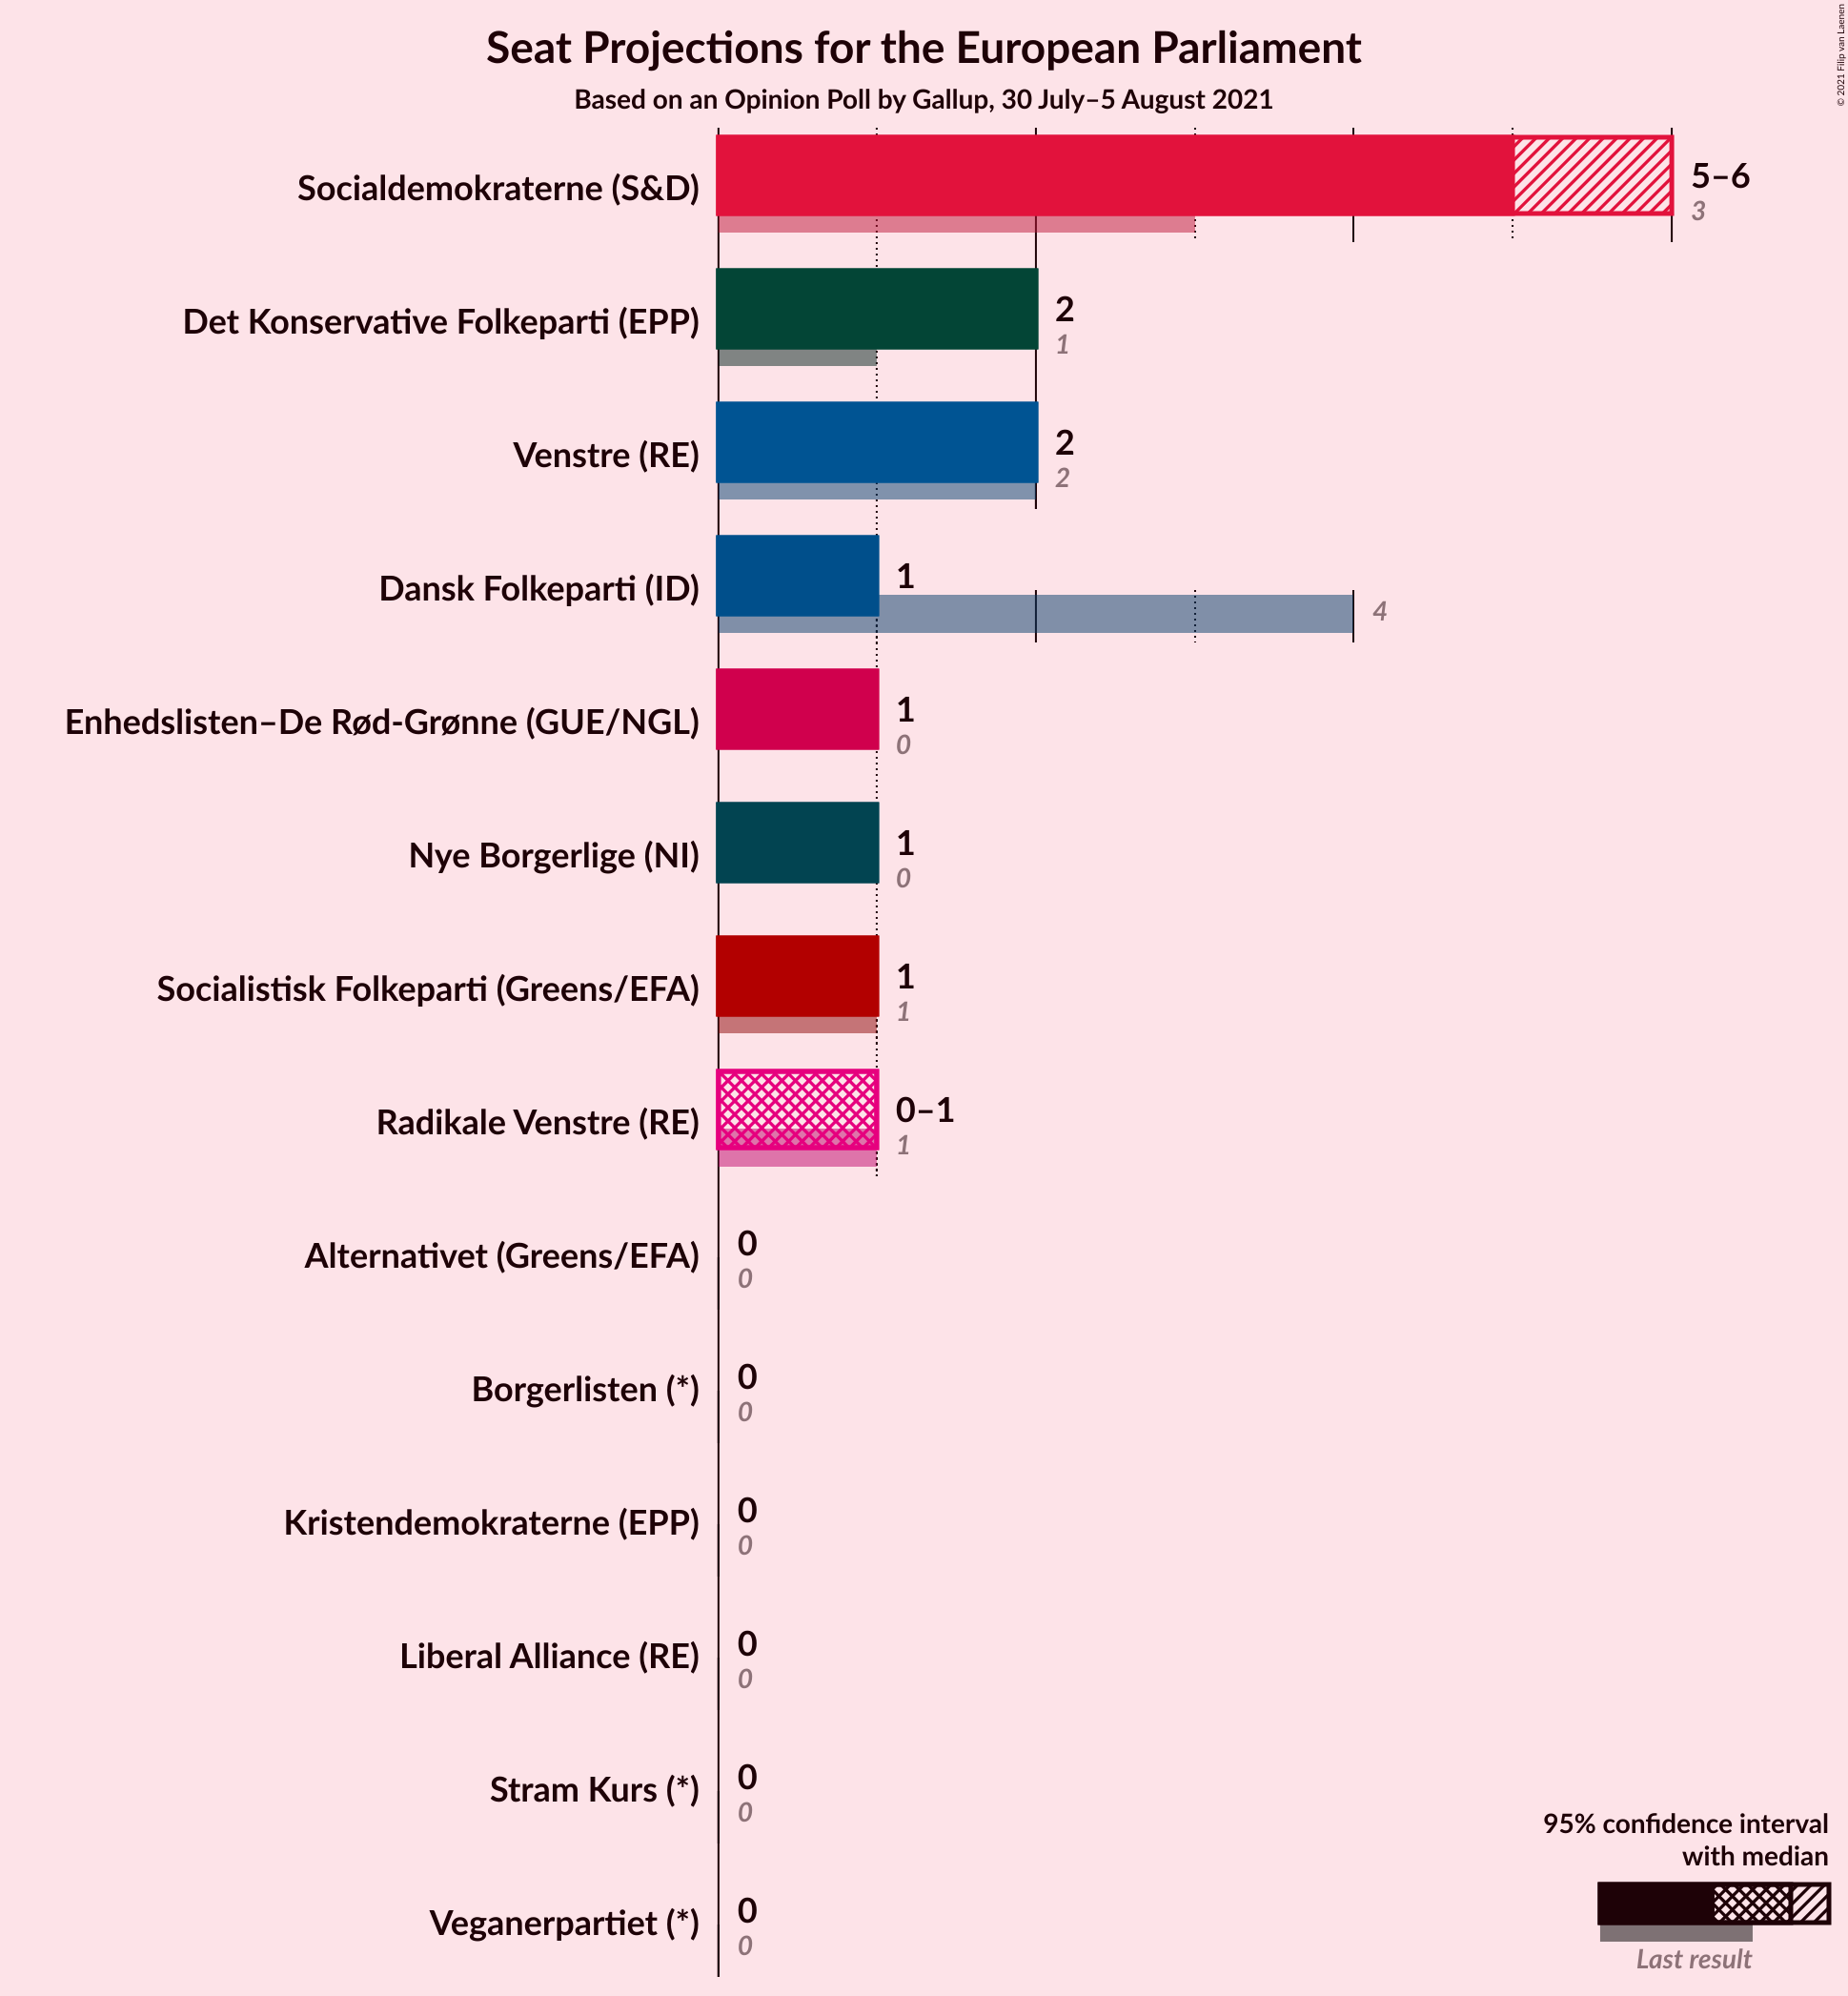 Seat Projections for the European Parliament
Based on an Opinion Poll by Gallup, 30 July–5 August 2021
© 2021 Filip van Laenen
Socialdemokraterne (S&D)
5–6
3
Det Konservative Folkeparti (EPP)
2
1
Venstre (RE)
2
2
Dansk Folkeparti (ID)
1
4
Enhedslisten–De Rød-Grønne (GUE/NGL)
1
0
Nye Borgerlige (NI)
1
0
Socialistisk Folkeparti (Greens/EFA)
1
1
Radikale Venstre (RE)
0–1
1
Alternativet (Greens/EFA)
0
0
Borgerlisten (*)
0
0
Kristendemokraterne (EPP)
0
0
Liberal Alliance (RE)
0
0
Stram Kurs (*)
0
0
Veganerpartiet (*)
0
0
95% confidence interval
with median
Last result